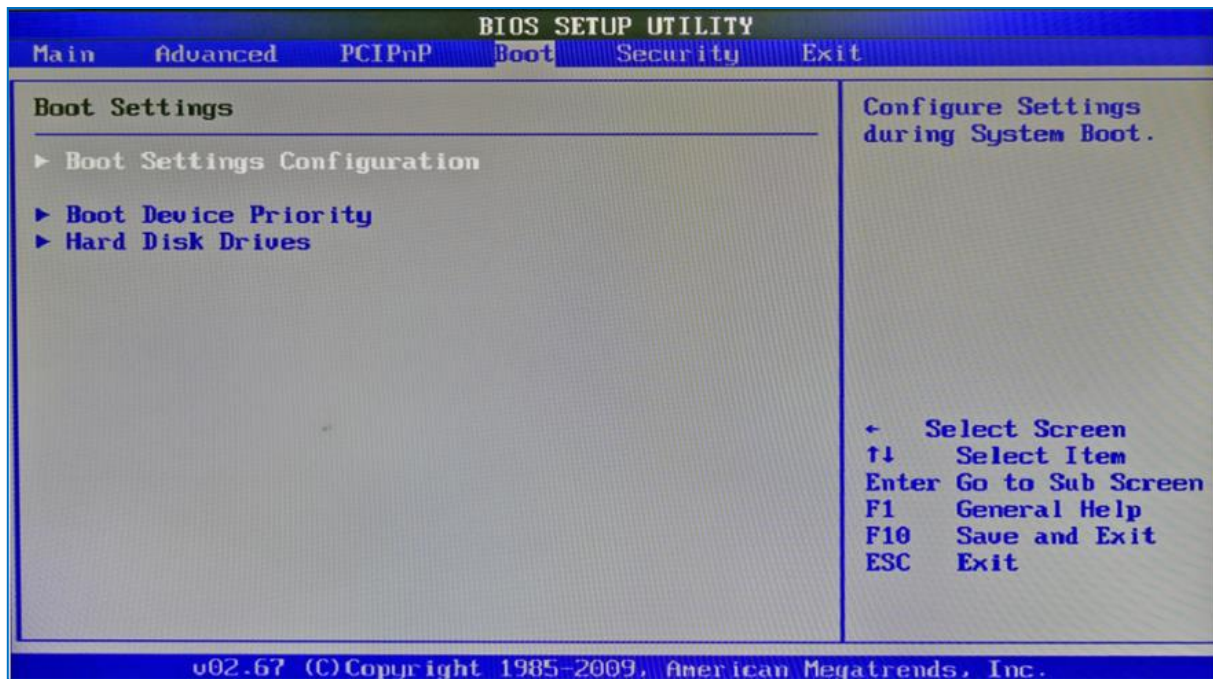 BIOS SETUP UTILITY
Main Advanced PCIPnP Boot Security Exit
Boot Settings
► Boot Settings Configuration
► Boot Device Priority
► Hard Disk Drives
Configure Settings
during System Boot.
← Select Screen
↑↓ Select Item
Enter Go to Sub Screen
F1 General Help
F10 Save and Exit
ESC Exit
v02.67 (C)Copyright 1985-2009, American Megatrends, Inc.